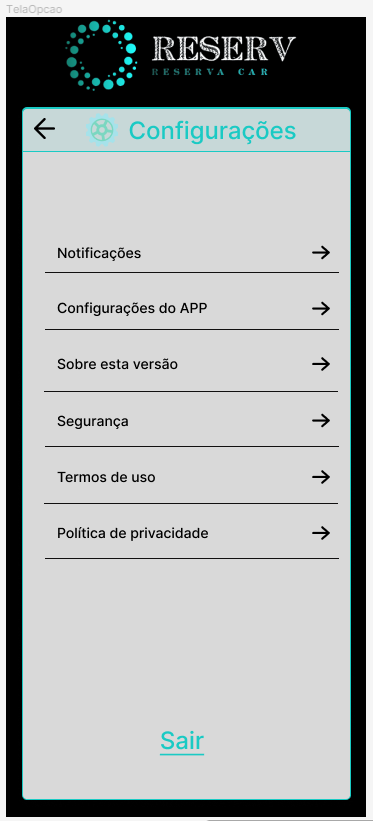 TelaOpcao
RESERV
RESERVA CAR
Configurações
Notificações
Configurações do APP
Sobre esta versão
Segurança
Termos de uso
Política de privacidade
Sair